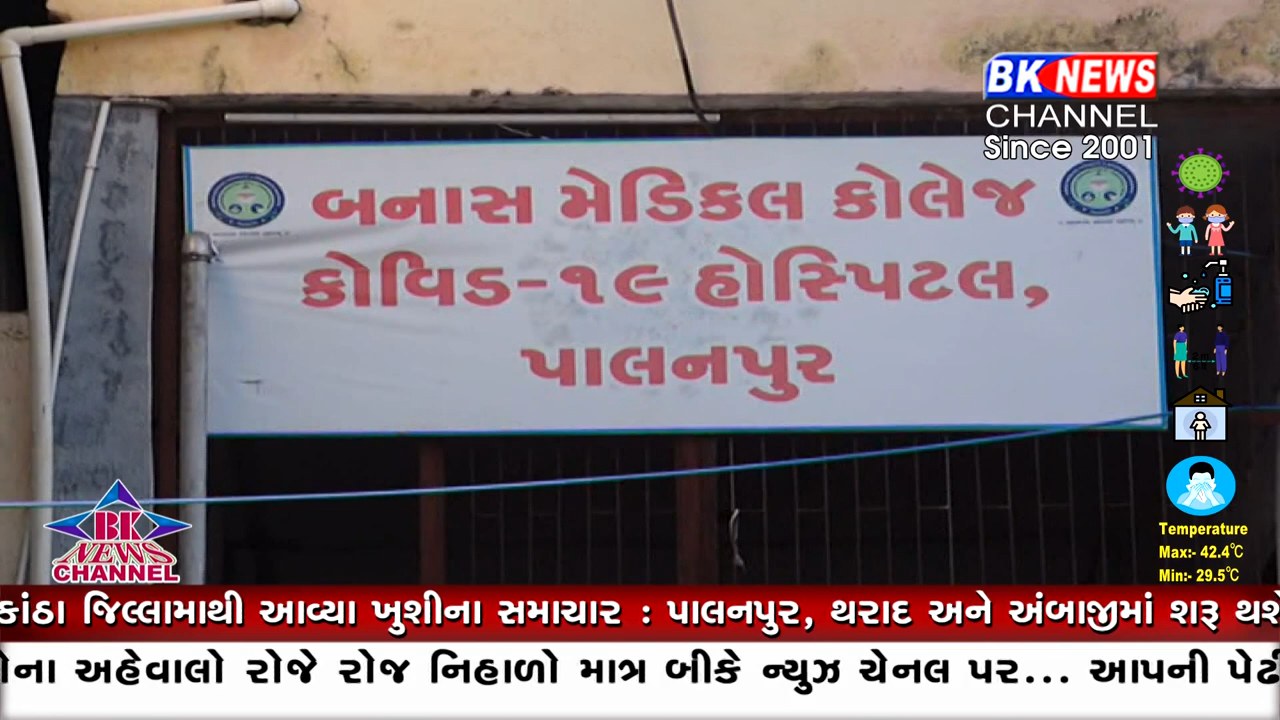 BK NEWS
CHANNEL
Since 2001
બનાસ મેડિકલ કોલેજ
કોવિડ-૧૯ હોસ્પિટલ,
પાલનપુર
Temperature
Max:- 42.4℃
Min:- 29.5℃
BK
NEWS
CHANNEL
કાંઠા જિલ્લામાથી આવ્યા ખુશીના સમાચાર : પાલનપુર, થરાદ અને અંબાજીમાં શરૂ થશે
અહેવાલો રોજે રોજ નિહાળો માત્ર બીકે ન્યુઝ ચેનલ પર... આપની પેઢી